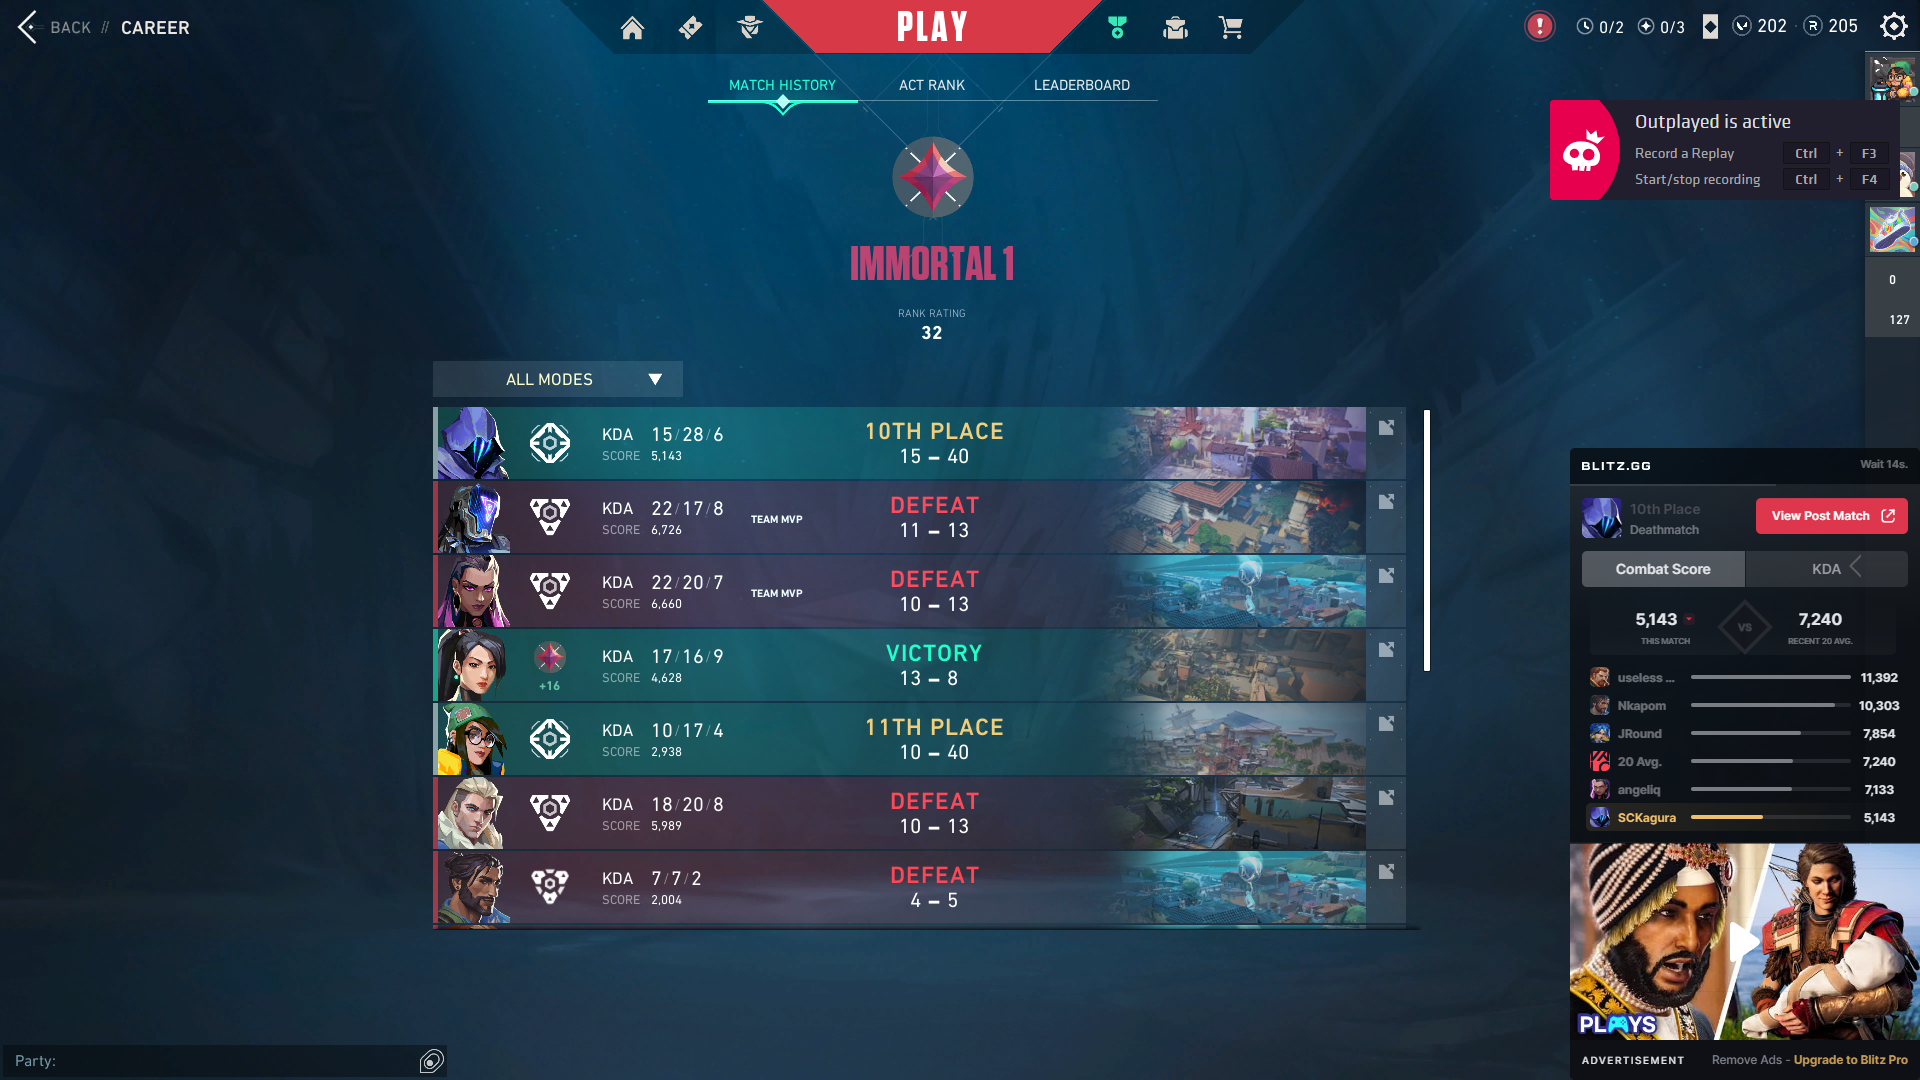 BACK // CAREER
PLAY
0/2
0/3
202
205
MATCH HISTORY
ACT RANK
LEADERBOARD
Outplayed is active
Record a Replay Ctrl + F3
Start/stop recording Ctrl + F4
0
127
IMMORTAL 1
RANK RATING
32
ALL MODES
KDA 15/28/6
SCORE 5,143
10TH PLACE
15 – 40
KDA 22/17/8
SCORE 6,726
TEAM MVP
DEFEAT
11 – 13
KDA 22/20/7
SCORE 6,660
TEAM MVP
DEFEAT
10 – 13
+16
KDA 17/16/9
SCORE 4,628
VICTORY
13 – 8
KDA 10/17/4
SCORE 2,938
11TH PLACE
10 – 40
KDA 18/20/8
SCORE 5,989
DEFEAT
10 – 13
KDA 7/7/2
SCORE 2,004
DEFEAT
4 – 5
BLITZ.GG
Wait 14s.
10th Place
Deathmatch
View Post Match
Combat Score
KDA
5,143
THIS MATCH
VS
7,240
RECENT 20 AVG.
useless ... 11,392
Nkapom 10,303
JRound 7,854
20 Avg. 7,240
angeliq 7,133
SCKagura 5,143
PLAYS
ADVERTISEMENT
Remove Ads - Upgrade to Blitz Pro
Party: